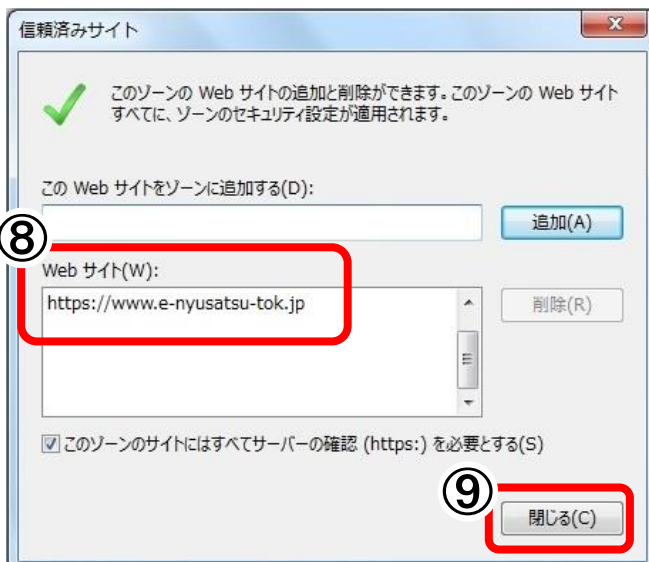 信頼済みサイト
このゾーンの Web サイトの追加と削除ができます。このゾーンの Web サイト
すべてに、ゾーンのセキュリティ設定が適用されます。
この Web サイトをゾーンに追加する(D):
追加(A)
⑧
Web サイト(W):
https://www.e-nyusatsu-tok.jp
削除(R)
このゾーンのサイトにはすべてサーバーの確認 (https:) を必要とする(S)
⑨
閉じる(C)